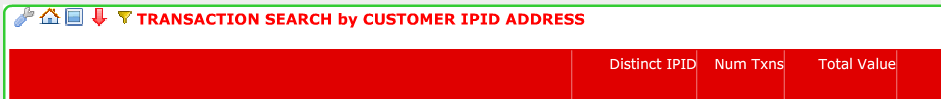 TRANSACTION SEARCH by CUSTOMER IPID ADDRESS
Distinct IPID Num Txns Total Value